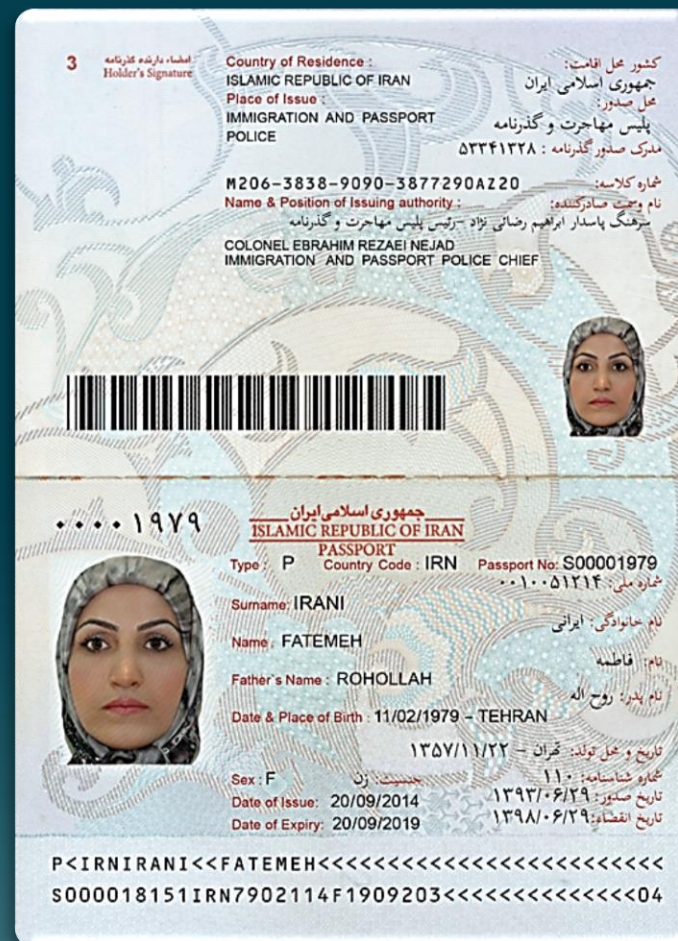 3
امضاء دارنده گذرنامه
Holder's Signature
Country of Residence :
کشور محل اقامت:
ISLAMIC REPUBLIC OF IRAN
جمهوری اسلامی ایران
Place of Issue :
محل صدور:
IMMIGRATION AND PASSPORT
POLICE
پلیس مهاجرت و گذرنامه
مدرک صدور گذرنامه : ۵۳۳۴۱۳۲۸
M206-3838-9090-3877290AZ20
شماره کلاسه:
Name & Position of Issuing authority :
نام وسمت صادرکننده:
سرهنگ پاسدار ابراهیم رضائی نژاد -رئیس پلیس مهاجرت و گذرنامه
COLONEL EBRAHIM REZAEI NEJAD
IMMIGRATION AND PASSPORT POLICE CHIEF
۰۰۰۰۱۹۷۹
جمهوری اسلامی ایران
ISLAMIC REPUBLIC OF IRAN
PASSPORT
Type : P Country Code : IRN Passport No: S00001979
شماره ملی: ۰۰۱۰۰۵۱۲۱۴
Surname: IRANI
نام خانوادگی: ایرانی
Name : FATEMEH
نام: فاطمه
Father's Name : ROHOLLAH
نام پدر: روح اله
Date & Place of Birth : 11/02/1979 - TEHRAN
تاریخ و محل تولد: تهران - ۱۳۵۷/۱۱/۲۲
شماره شناسنامه: ۱۱۰
Sex : F جنسیت: زن
Date of Issue: 20/09/2014
تاریخ صدور: ۱۳۹۳/۰۶/۲۹
Date of Expiry: 20/09/2019
تاریخ انقضاء: ۱۳۹۸/۰۶/۲۹
P<IRNIRANI<<FATEMEH<<<<<<<<<<<<<<<<<<<<<<<<<
S000018151IRN7902114F1909203<<<<<<<<<<<<<<04